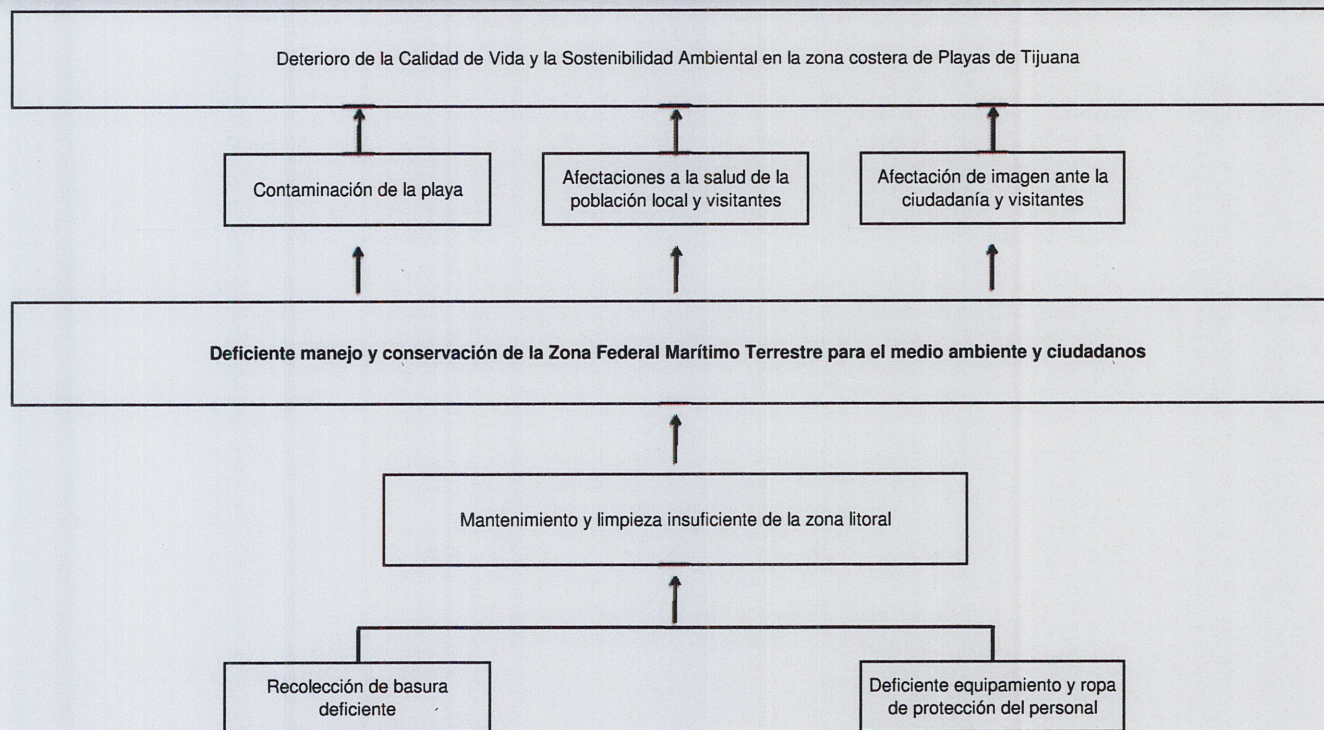 Deterioro de la Calidad de Vida y la Sostenibilidad Ambiental en la zona costera de Playas de Tijuana
Contaminación de la playa
Afectaciones a la salud de la
población local y visitantes
Afectación de imagen ante la
ciudadanía y visitantes
Deficiente manejo y conservación de la Zona Federal Marítimo Terrestre para el medio ambiente y ciudadanos
Mantenimiento y limpieza insuficiente de la zona litoral
Recolección de basura
deficiente
Deficiente equipamiento y ropa
de protección del personal